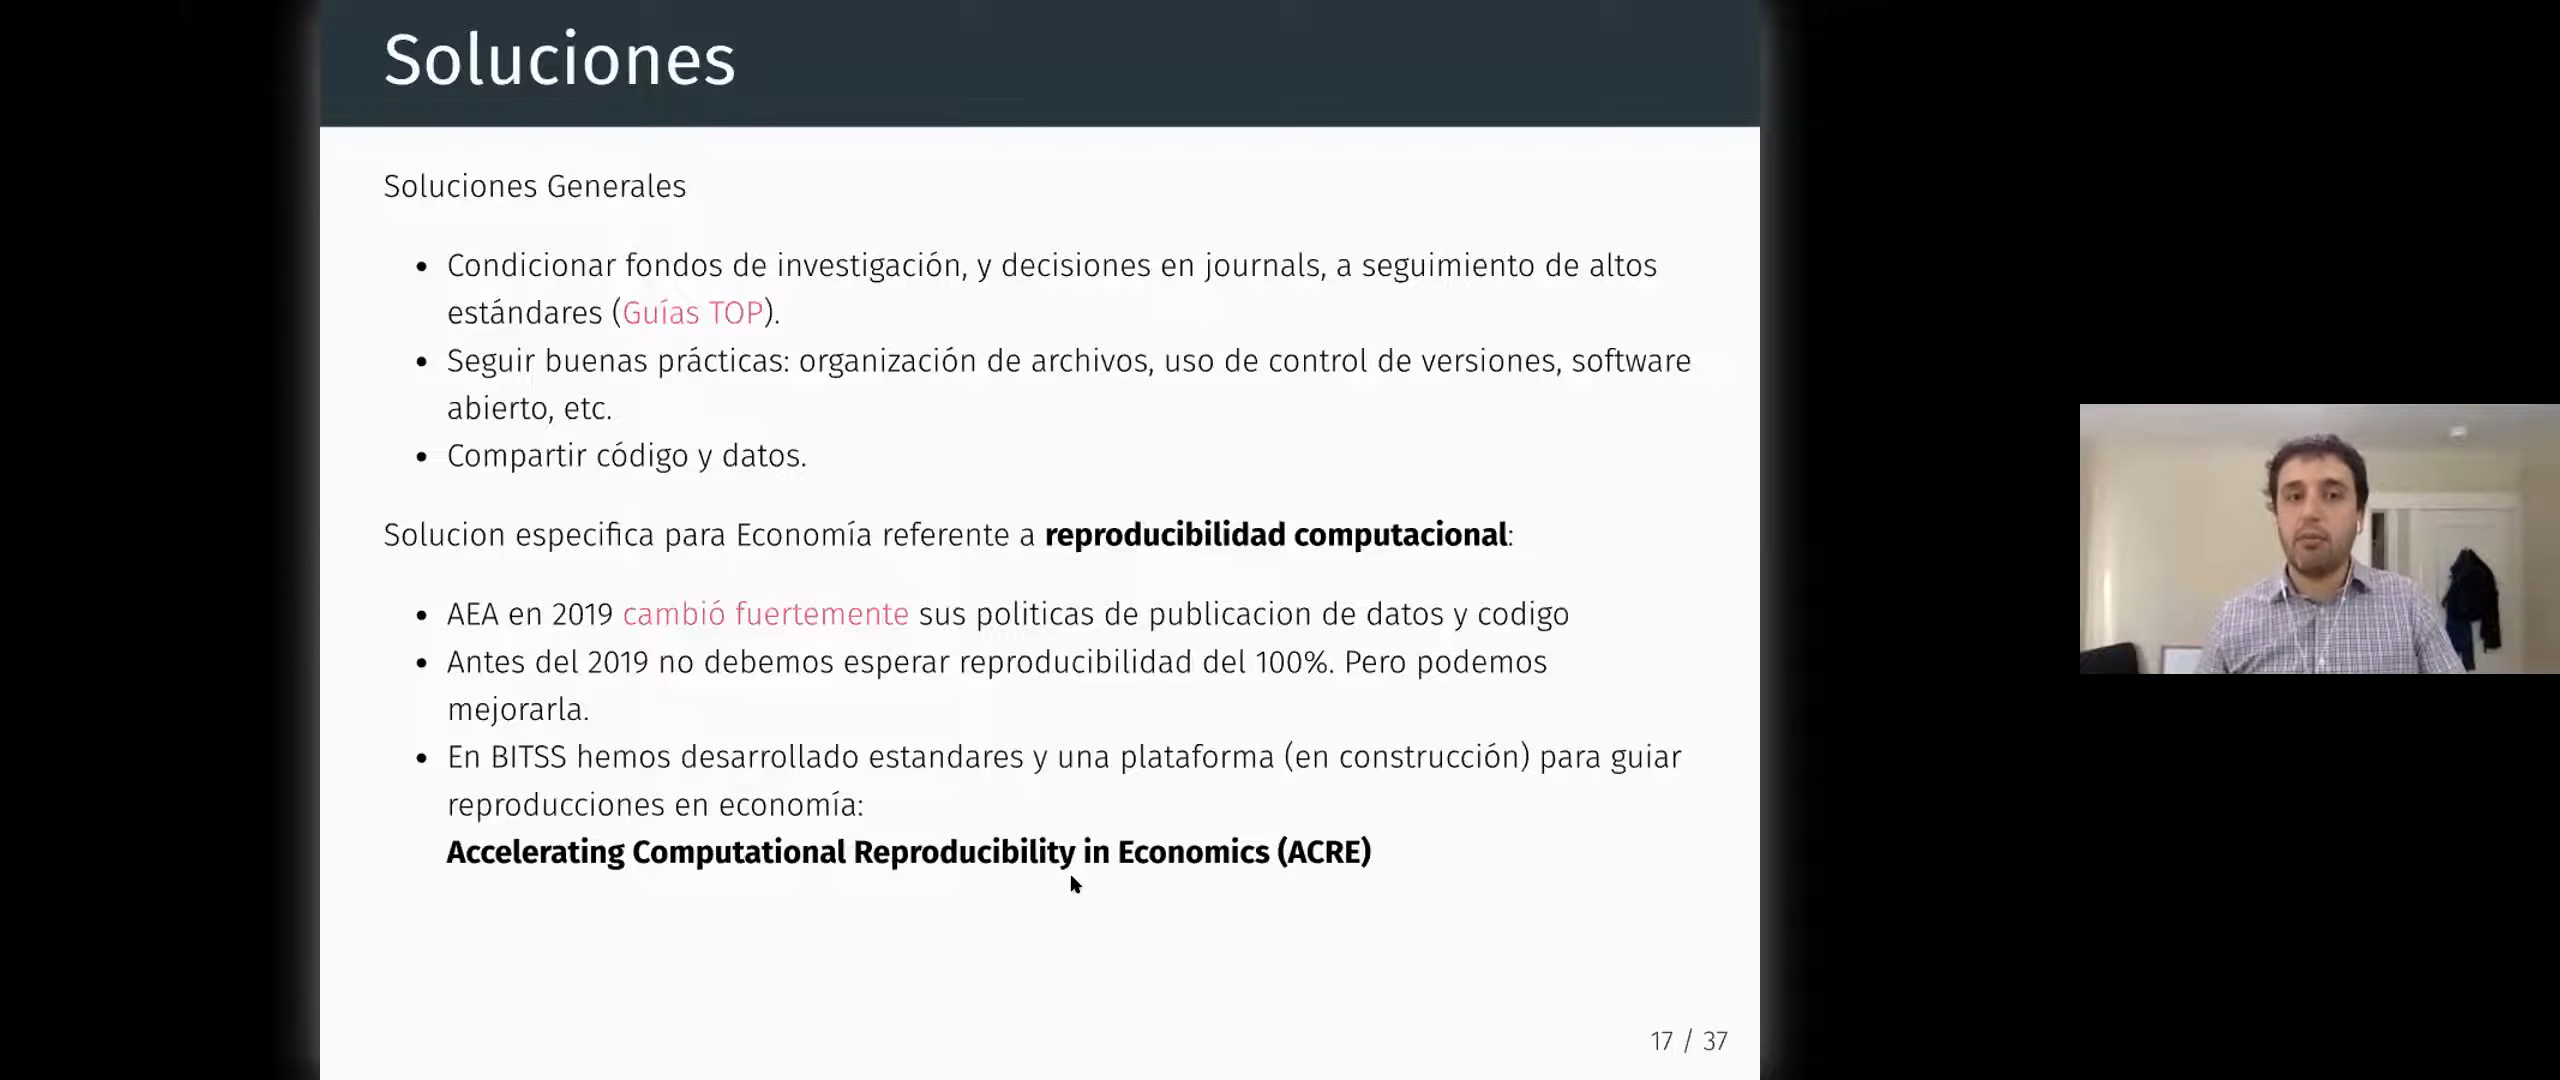 Soluciones
Soluciones Generales
• Condicionar fondos de investigación, y decisiones en journals, a seguimiento de altos
estándares (Guías TOP).
• Seguir buenas prácticas: organización de archivos, uso de control de versiones, software
abierto, etc.
• Compartir código y datos.
Solucion especifica para Economía referente a reproducibilidad computacional:
• AEA en 2019 cambió fuertemente sus politicas de publicacion de datos y codigo
• Antes del 2019 no debemos esperar reproducibilidad del 100%. Pero podemos
mejorarla.
• En BITSS hemos desarrollado estandares y una plataforma (en construcción) para guiar
reproducciones en economía:
Accelerating Computational Reproducibility in Economics (ACRE)
17 / 37